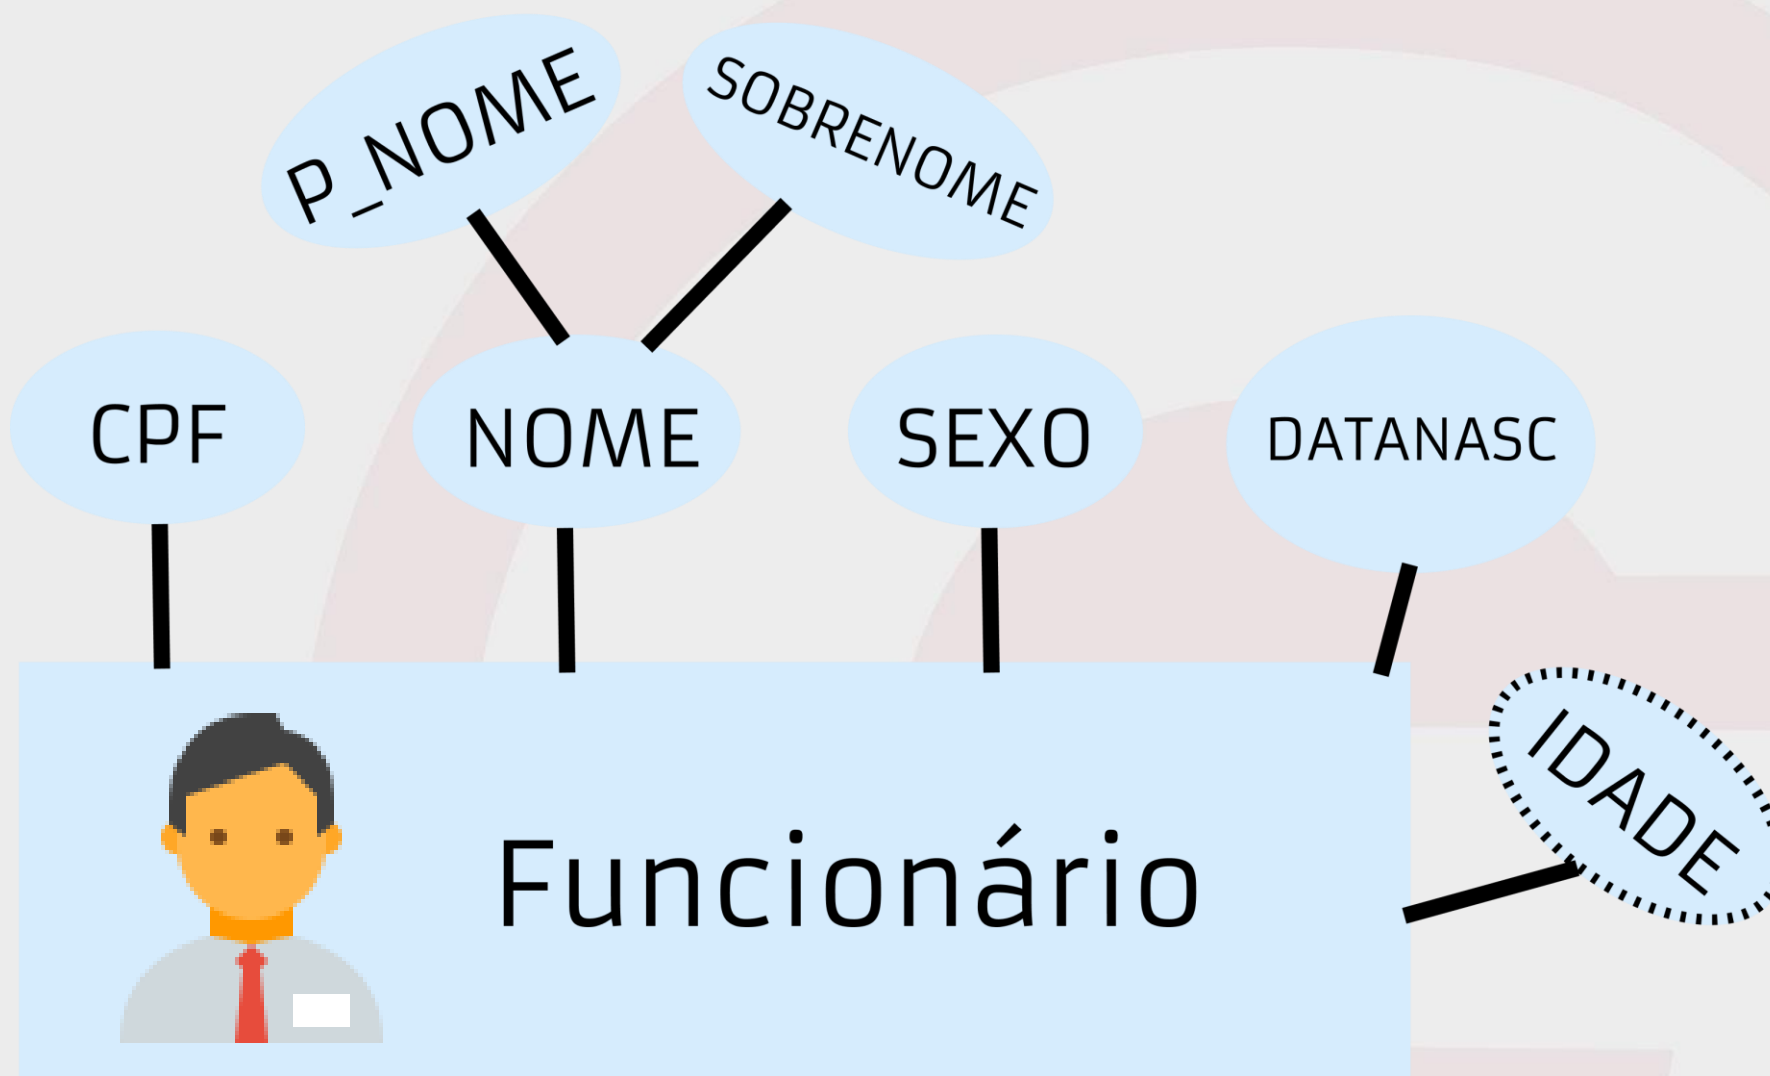 P_NOME
SOBRENOME
CPF
NOME
SEXO
DATANASC
IDADE
Funcionário